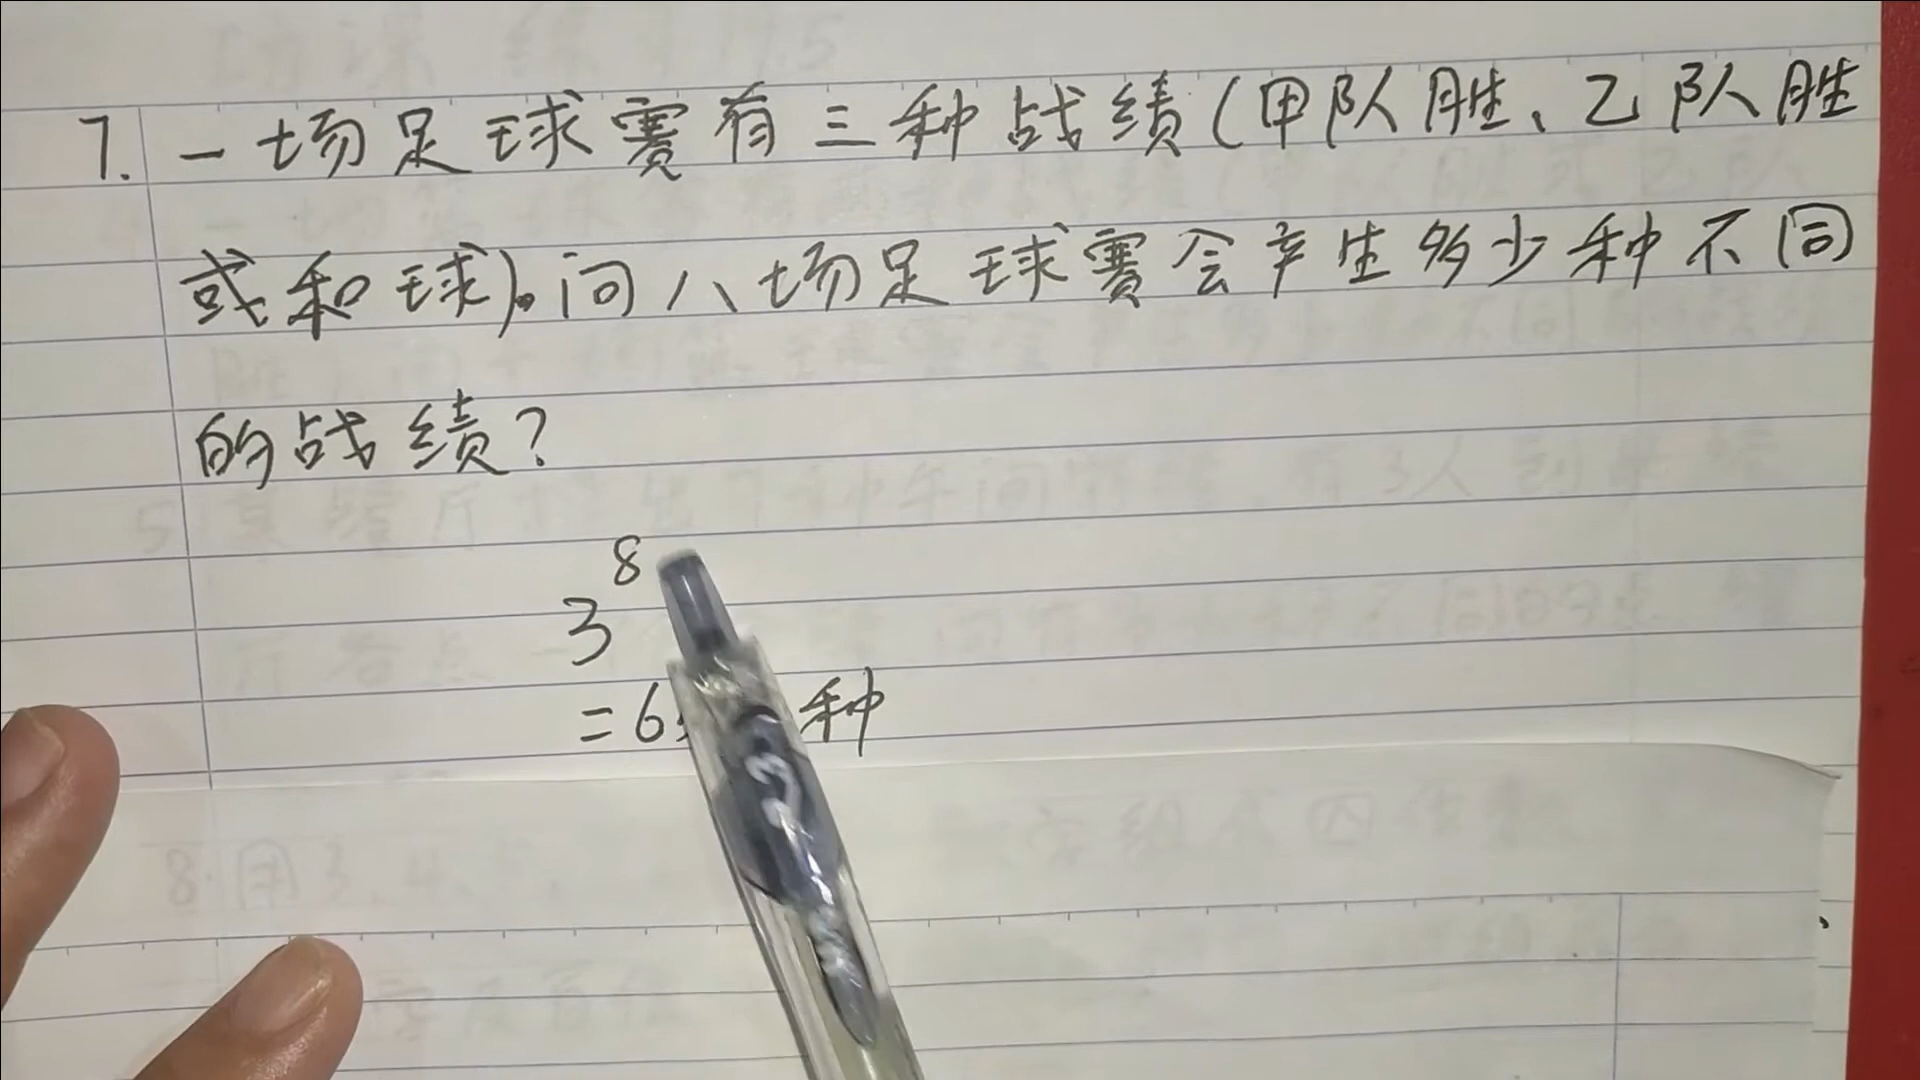 7. 一场足球赛有三种战绩(甲队胜、乙队胜
或和球)。问八场足球赛会产生多少种不同
的战绩?
3⁸
=6 种